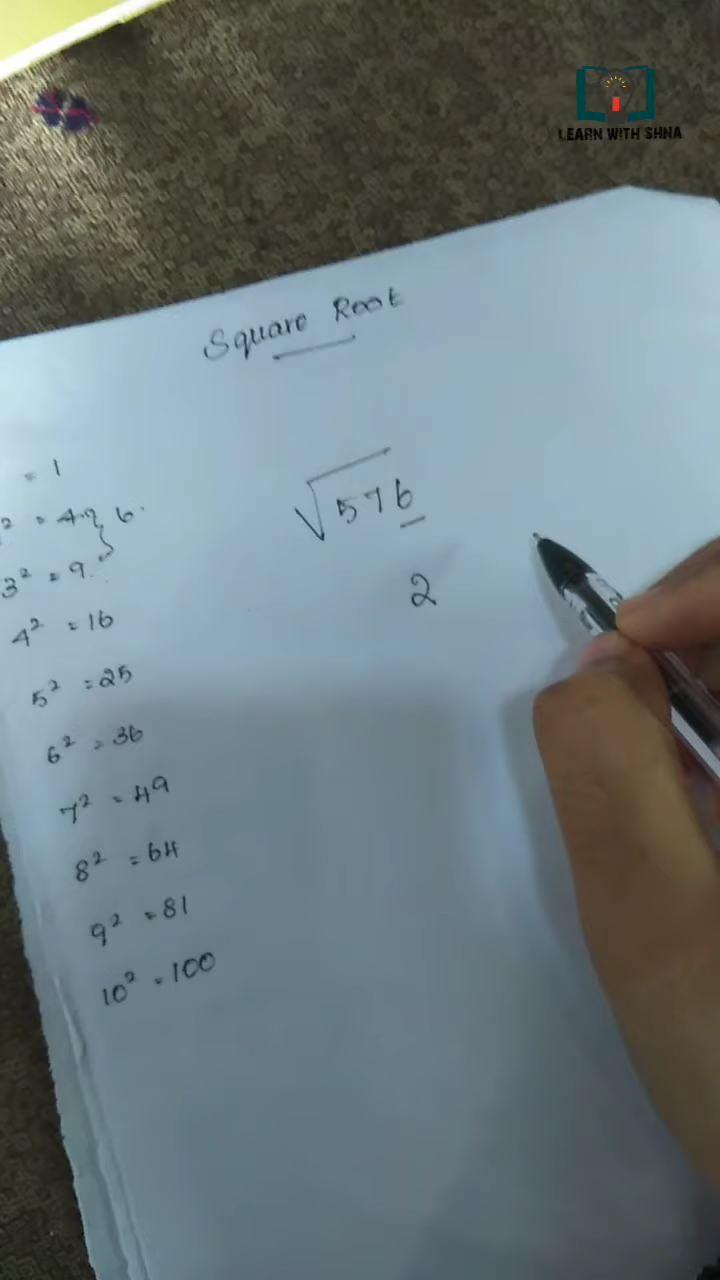 LEARN WITH SHNA
Square Root
= 1
² = 4
6
3² = 9
4² = 16
5² = 25
6² = 36
7² = 49
8² = 64
9² = 81
10² = 100
√576
2